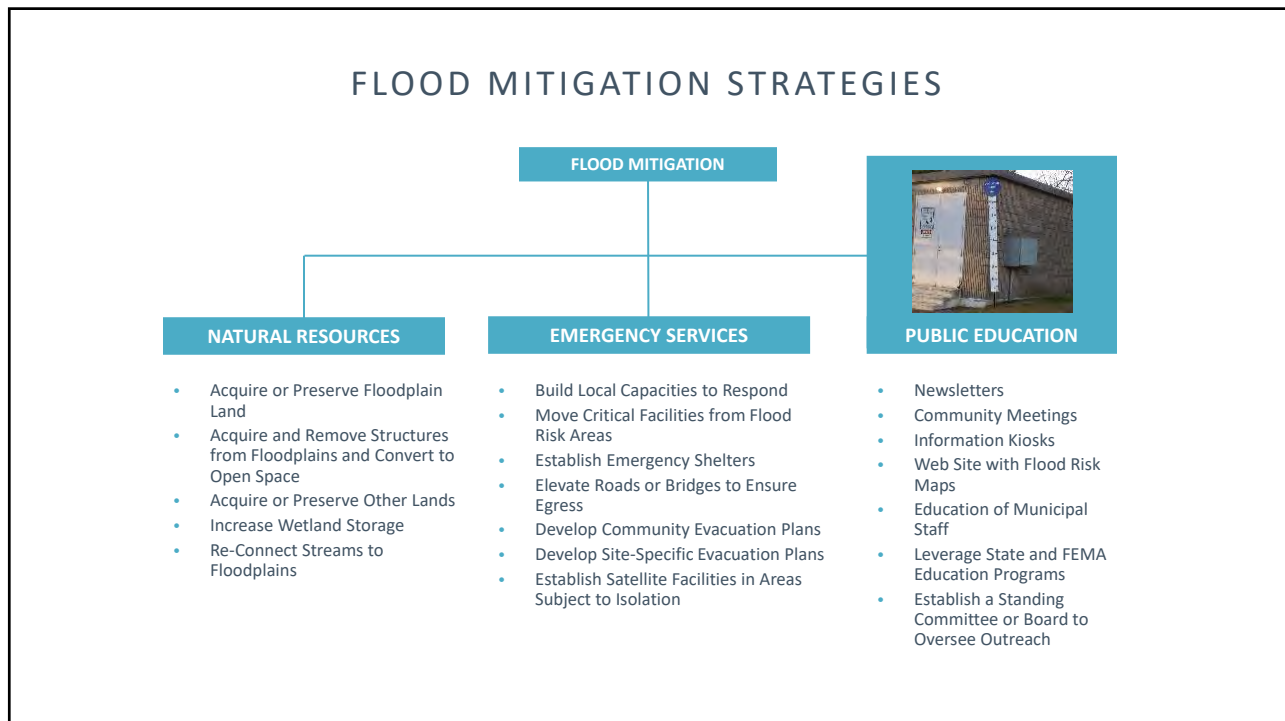 FLOOD MITIGATION STRATEGIES
FLOOD MITIGATION
NATURAL RESOURCES
• Acquire or Preserve Floodplain
Land
• Acquire and Remove Structures
from Floodplains and Convert to
Open Space
• Acquire or Preserve Other Lands
• Increase Wetland Storage
• Re-Connect Streams to
Floodplains
EMERGENCY SERVICES
• Build Local Capacities to Respond
• Move Critical Facilities from Flood
Risk Areas
• Establish Emergency Shelters
• Elevate Roads or Bridges to Ensure
Egress
• Develop Community Evacuation Plans
• Develop Site-Specific Evacuation Plans
• Establish Satellite Facilities in Areas
Subject to Isolation
PUBLIC EDUCATION
• Newsletters
• Community Meetings
• Information Kiosks
• Web Site with Flood Risk
Maps
• Education of Municipal
Staff
• Leverage State and FEMA
Education Programs
• Establish a Standing
Committee or Board to
Oversee Outreach